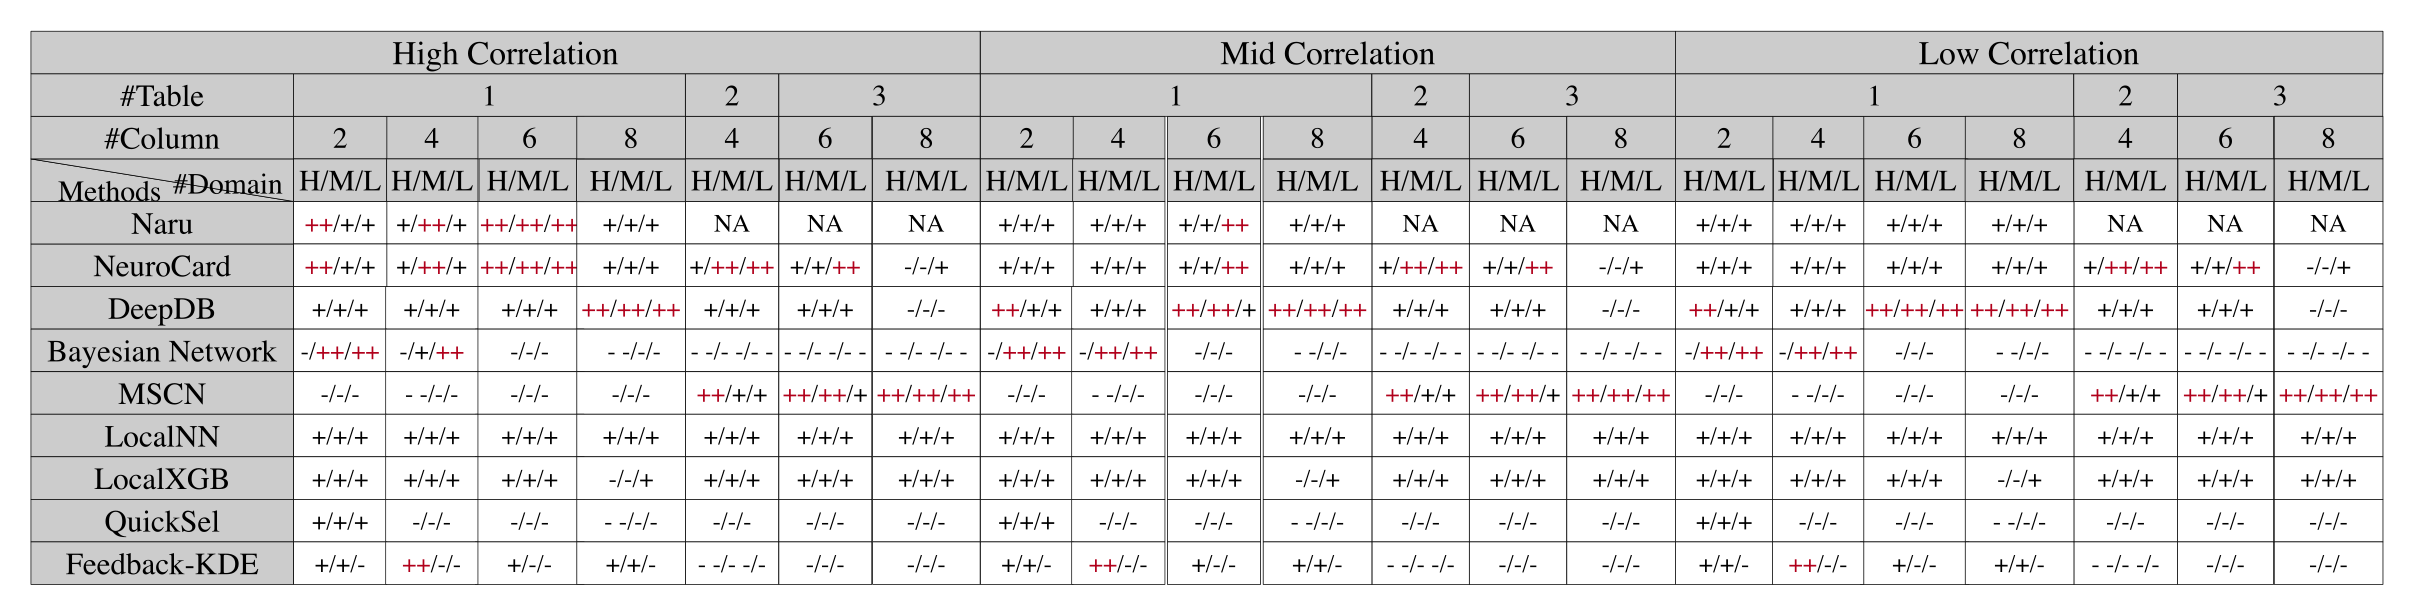 High Correlation Mid Correlation Low Correlation
#Table 1 2 3 1 2 3 1 2 3
#Column 2 4 6 8 4 6 8 2 4 6 8 4 6 8 2 4 6 8 4 6 8
Methods #Domain H/M/L H/M/L H/M/L H/M/L H/M/L H/M/L H/M/L H/M/L H/M/L H/M/L H/M/L H/M/L H/M/L H/M/L H/M/L H/M/L H/M/L H/M/L H/M/L H/M/L H/M/L
Naru ++/+/+ +/++/+ ++/++/++ +/+/+ NA NA NA +/+/+ +/+/+ +/+/++ +/+/+ NA NA NA +/+/+ +/+/+ +/+/+ +/+/+ NA NA NA
NeuroCard ++/+/+ +/++/+ ++/++/++ +/+/+ +/++/++ +/+/++ -/-/+ +/+/+ +/+/+ +/+/++ +/+/+ +/++/++ +/+/++ -/-/+ +/+/+ +/+/+ +/+/+ +/+/+ +/++/++ +/+/++ -/-/+
DeepDB +/+/+ +/+/+ +/+/+ ++/++/++ +/+/+ +/+/+ -/-/- ++/+/+ +/+/+ ++/++/+ ++/++/++ +/+/+ +/+/+ -/-/- ++/+/+ +/+/+ ++/++/++ ++/++/++ +/+/+ +/+/+ -/-/-
Bayesian Network -/++/++ -/+/++ -/-/- - -/-/- - -/- -/- - - -/- -/- - - -/- -/- - -/++/++ -/++/++ -/-/- - -/-/- - -/- -/- - - -/- -/- - - -/- -/- - -/++/++ -/++/++ -/-/- - -/-/- - -/- -/- - - -/- -/- - - -/- -/- -
MSCN -/-/- - -/-/- -/-/- -/-/- ++/+/+ ++/++/+ ++/++/++ -/-/- - -/-/- -/-/- -/-/- ++/+/+ ++/++/+ ++/++/++ -/-/- - -/-/- -/-/- -/-/- ++/+/+ ++/++/+ ++/++/++
LocalNN +/+/+ +/+/+ +/+/+ +/+/+ +/+/+ +/+/+ +/+/+ +/+/+ +/+/+ +/+/+ +/+/+ +/+/+ +/+/+ +/+/+ +/+/+ +/+/+ +/+/+ +/+/+ +/+/+ +/+/+ +/+/+
LocalXGB +/+/+ +/+/+ +/+/+ -/-/+ +/+/+ +/+/+ +/+/+ +/+/+ +/+/+ +/+/+ -/-/+ +/+/+ +/+/+ +/+/+ +/+/+ +/+/+ +/+/+ -/-/+ +/+/+ +/+/+ +/+/+
QuickSel +/+/+ -/-/- -/-/- - -/-/- -/-/- -/-/- -/-/- +/+/+ -/-/- -/-/- - -/-/- -/-/- -/-/- -/-/- +/+/+ -/-/- -/-/- - -/-/- -/-/- -/-/- -/-/-
Feedback-KDE +/+/- ++/-/- +/-/- +/+/- - -/- -/- -/-/- -/-/- +/+/- ++/-/- +/-/- +/+/- - -/- -/- -/-/- -/-/- +/+/- ++/-/- +/-/- +/+/- - -/- -/- -/-/- -/-/-